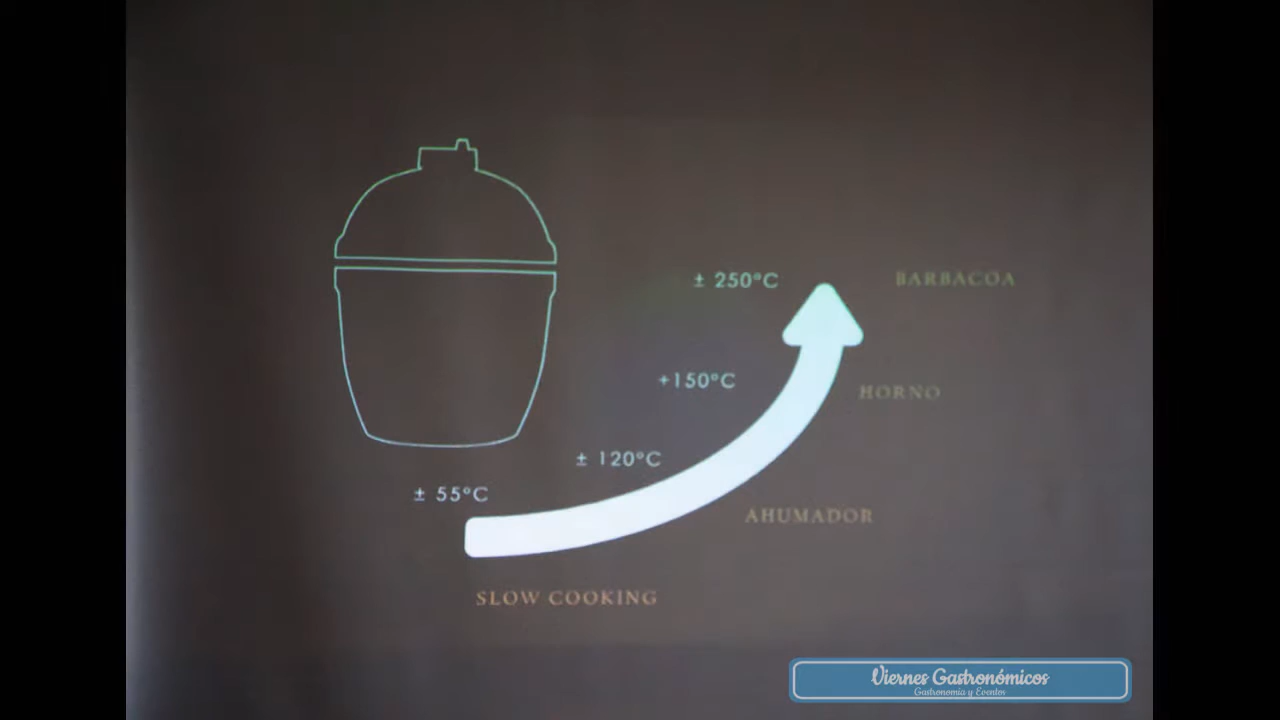 ± 250°C
BARBACOA
+150°C
HORNO
± 120°C
± 55°C
AHUMADOR
SLOW COOKING
Viernes Gastronómicos
Gastronomía y Eventos